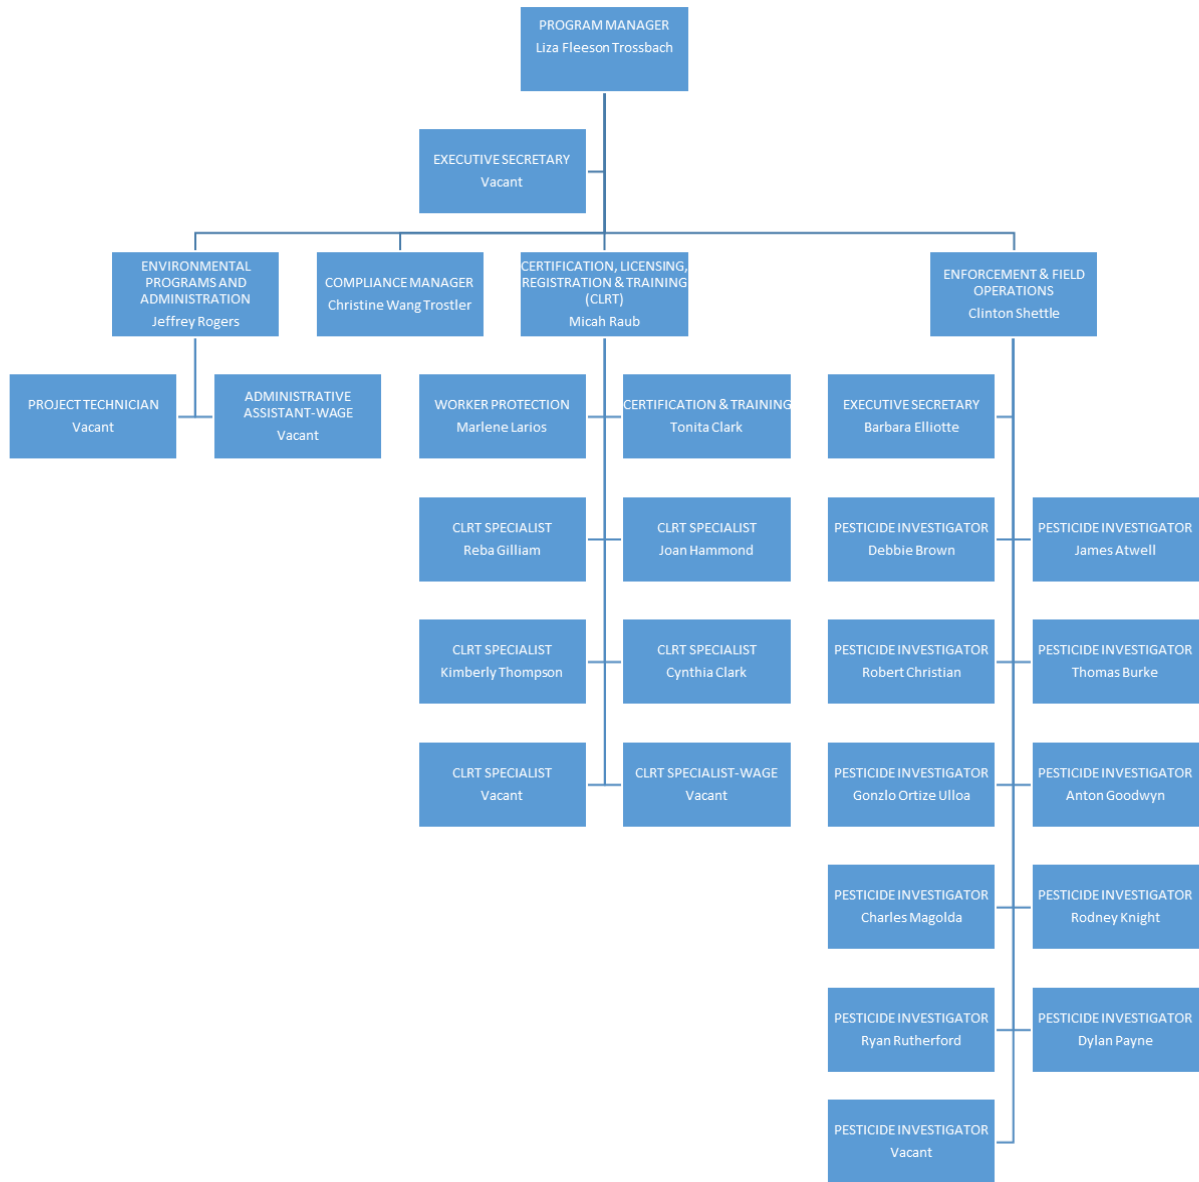 PROGRAM MANAGER
Liza Fleeson Trossbach
EXECUTIVE SECRETARY
Vacant
ENVIRONMENTAL
PROGRAMS AND
ADMINISTRATION
Jeffrey Rogers
COMPLIANCE MANAGER
Christine Wang Trostler
CERTIFICATION, LICENSING,
REGISTRATION & TRAINING
(CLRT)
Micah Raub
ENFORCEMENT & FIELD
OPERATIONS
Clinton Shettle
PROJECT TECHNICIAN
Vacant
ADMINISTRATIVE
ASSISTANT-WAGE
Vacant
WORKER PROTECTION
Marlene Larios
CERTIFICATION & TRAINING
Tonita Clark
EXECUTIVE SECRETARY
Barbara Elliotte
CLRT SPECIALIST
Reba Gilliam
CLRT SPECIALIST
Joan Hammond
PESTICIDE INVESTIGATOR
Debbie Brown
PESTICIDE INVESTIGATOR
James Atwell
CLRT SPECIALIST
Kimberly Thompson
CLRT SPECIALIST
Cynthia Clark
PESTICIDE INVESTIGATOR
Robert Christian
PESTICIDE INVESTIGATOR
Thomas Burke
CLRT SPECIALIST
Vacant
CLRT SPECIALIST-WAGE
Vacant
PESTICIDE INVESTIGATOR
Gonzlo Ortize Ulloa
PESTICIDE INVESTIGATOR
Anton Goodwyn
PESTICIDE INVESTIGATOR
Charles Magolda
PESTICIDE INVESTIGATOR
Rodney Knight
PESTICIDE INVESTIGATOR
Ryan Rutherford
PESTICIDE INVESTIGATOR
Dylan Payne
PESTICIDE INVESTIGATOR
Vacant